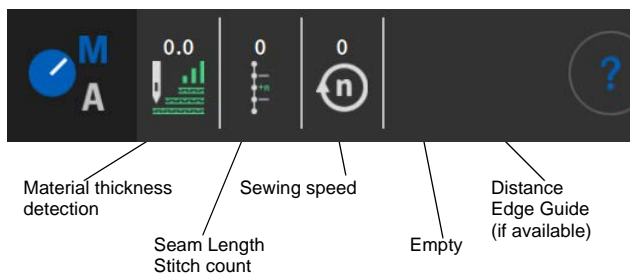 M
A
0.0
0
+n
0
n
?
Material thickness
detection
Seam Length
Stitch count
Sewing speed
Empty
Distance
Edge Guide
(if available)